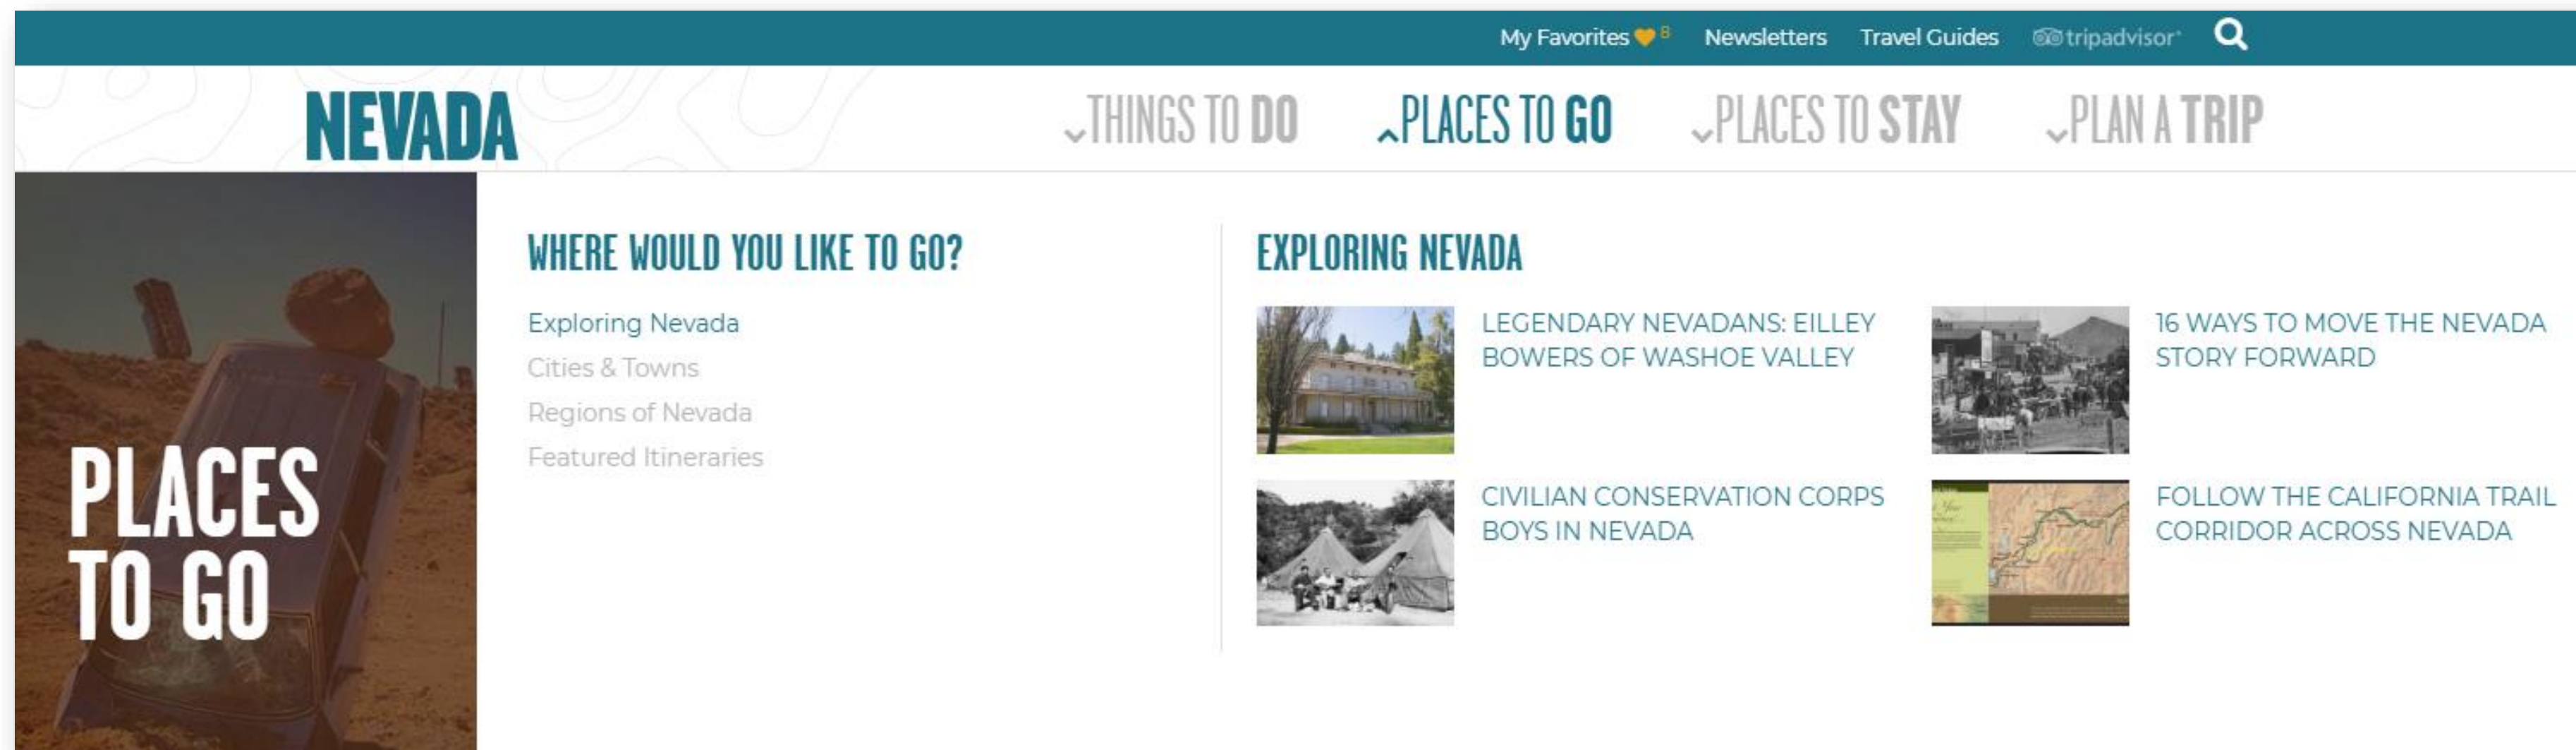 My Favorites 8 Newsletters Travel Guides tripadvisor
NEVADA
THINGS TO DO PLACES TO GO PLACES TO STAY PLAN A TRIP
PLACES
TO GO
WHERE WOULD YOU LIKE TO GO?
Exploring Nevada
Cities & Towns
Regions of Nevada
Featured Itineraries
EXPLORING NEVADA
LEGENDARY NEVADANS: EILLEY
BOWERS OF WASHOE VALLEY
16 WAYS TO MOVE THE NEVADA
STORY FORWARD
CIVILIAN CONSERVATION CORPS
BOYS IN NEVADA
FOLLOW THE CALIFORNIA TRAIL
CORRIDOR ACROSS NEVADA